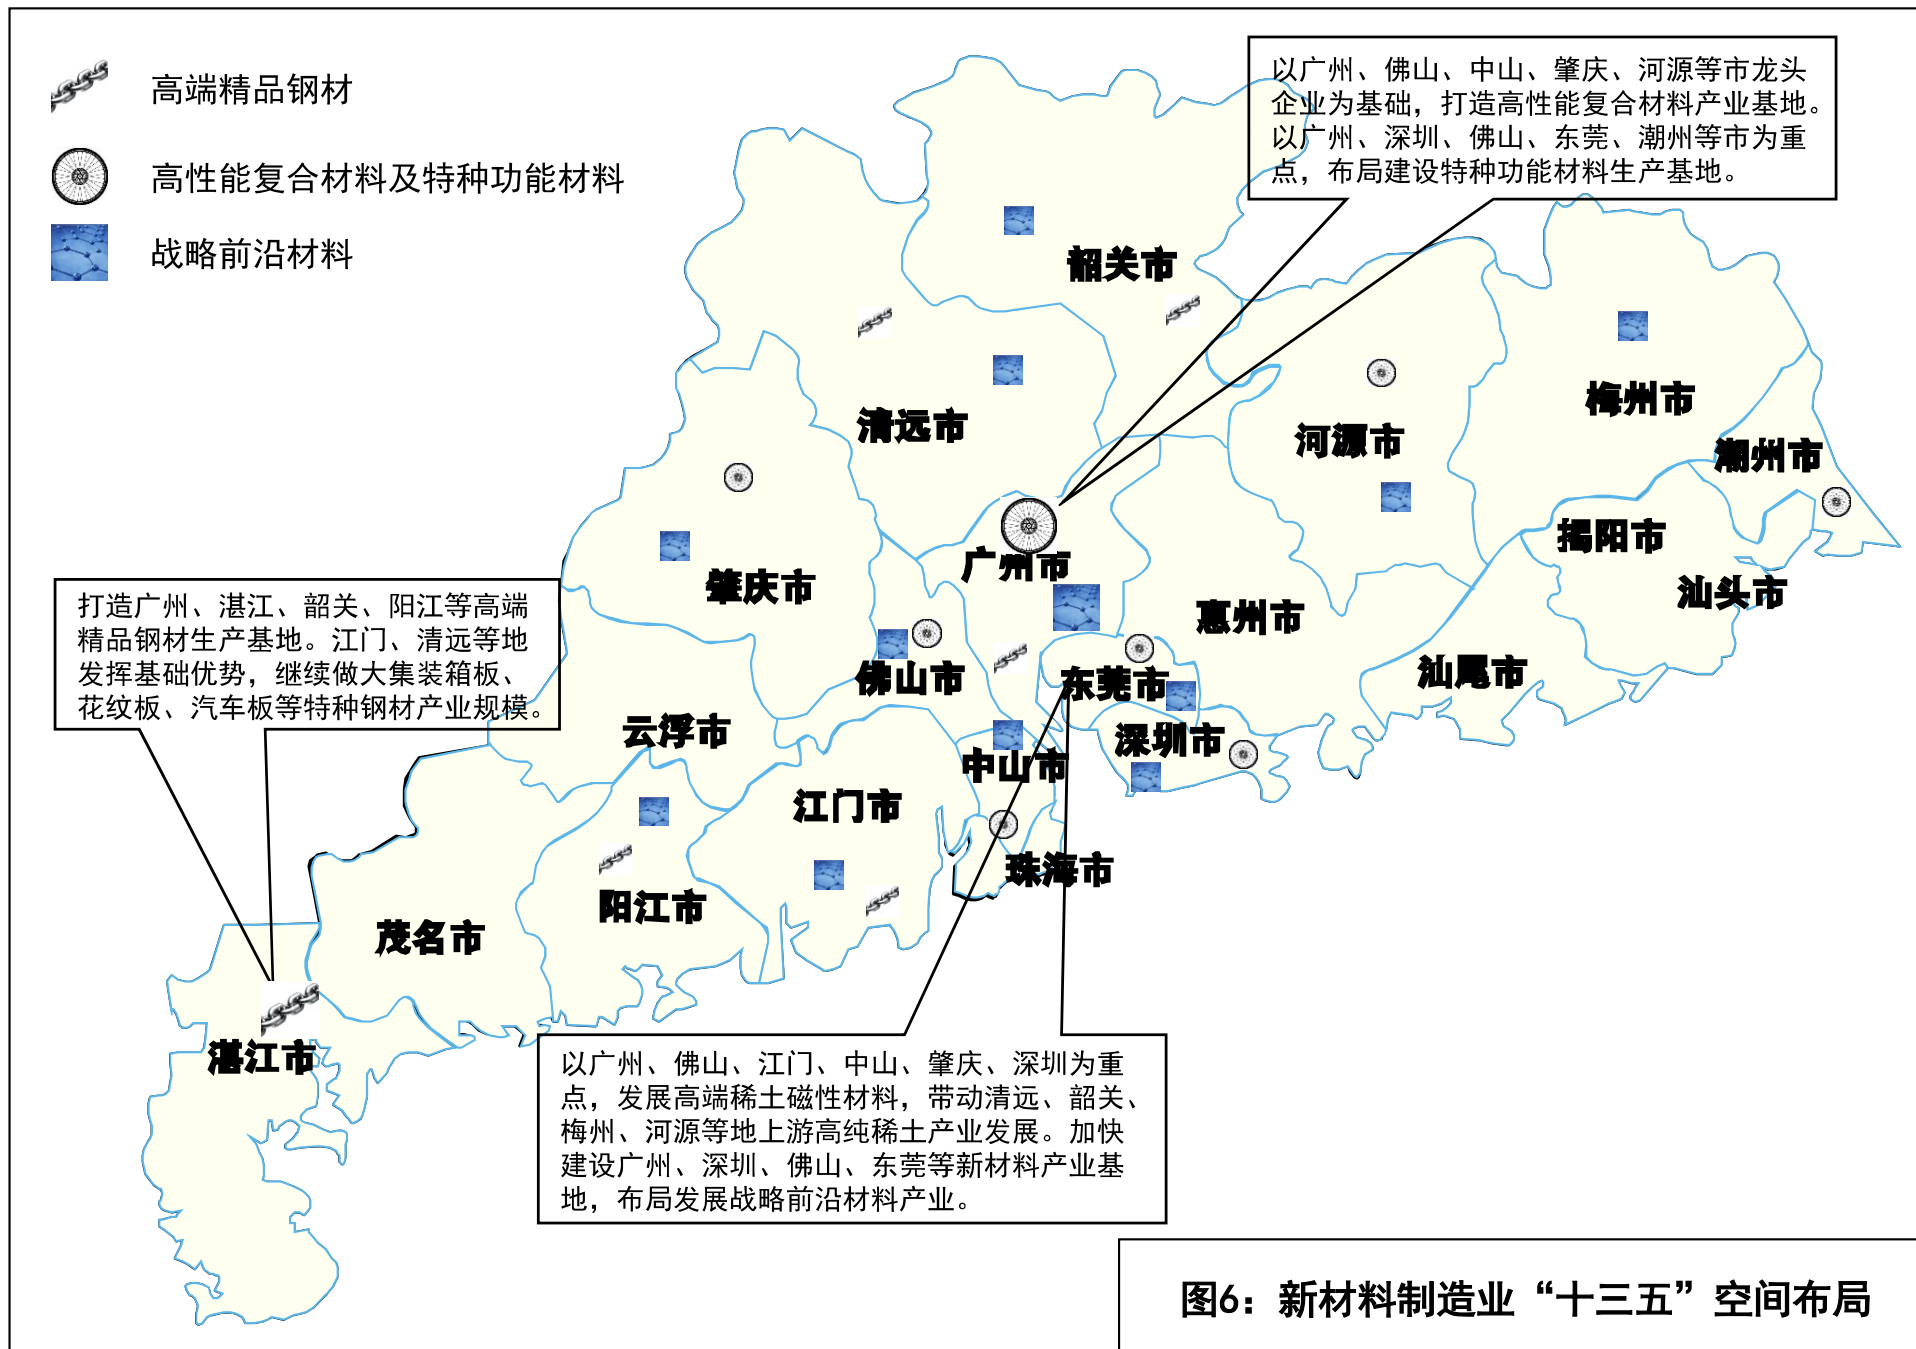 高端精品钢材
高性能复合材料及特种功能材料
战略前沿材料
以广州、佛山、中山、肇庆、河源等市龙头
企业为基础，打造高性能复合材料产业基地。
以广州、深圳、佛山、东莞、潮州等市为重
点，布局建设特种功能材料生产基地。
韶关市
清远市
梅州市
河源市
潮州市
揭阳市
广州市
肇庆市
汕头市
惠州市
打造广州、湛江、韶关、阳江等高端
精品钢材生产基地。江门、清远等地
发挥基础优势，继续做大集装箱板、
花纹板、汽车板等特种钢材产业规模。
佛山市
东莞市
汕尾市
云浮市
深圳市
中山市
江门市
珠海市
阳江市
茂名市
湛江市
以广州、佛山、江门、中山、肇庆、深圳为重
点，发展高端稀土磁性材料，带动清远、韶关、
梅州、河源等地上游高纯稀土产业发展。加快
建设广州、深圳、佛山、东莞等新材料产业基
地，布局发展战略前沿材料产业。
图6：新材料制造业“十三五”空间布局